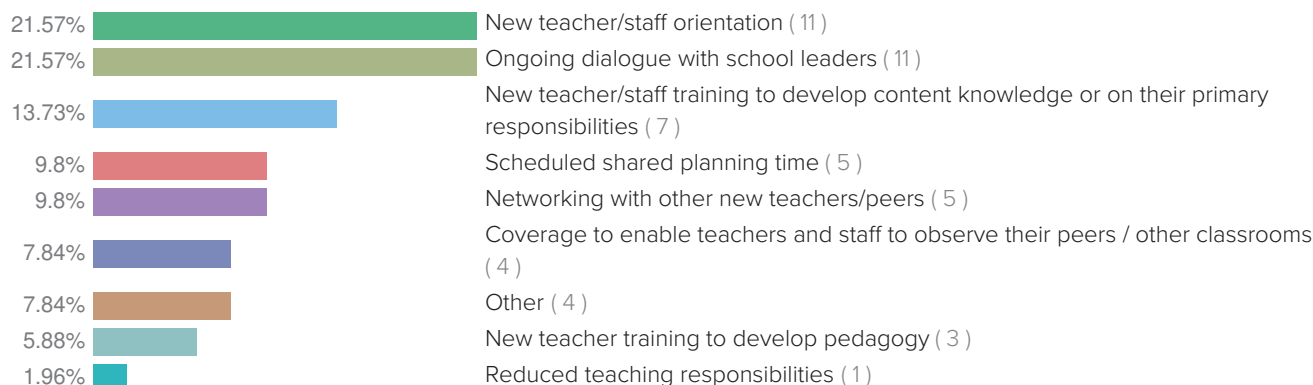 21.57% New teacher/staff orientation ( 11 )
21.57% Ongoing dialogue with school leaders ( 11 )
13.73% New teacher/staff training to develop content knowledge or on their primary
responsibilities ( 7 )
9.8% Scheduled shared planning time ( 5 )
9.8% Networking with other new teachers/peers ( 5 )
7.84% Coverage to enable teachers and staff to observe their peers / other classrooms
( 4 )
7.84% Other ( 4 )
5.88% New teacher training to develop pedagogy ( 3 )
1.96% Reduced teaching responsibilities ( 1 )